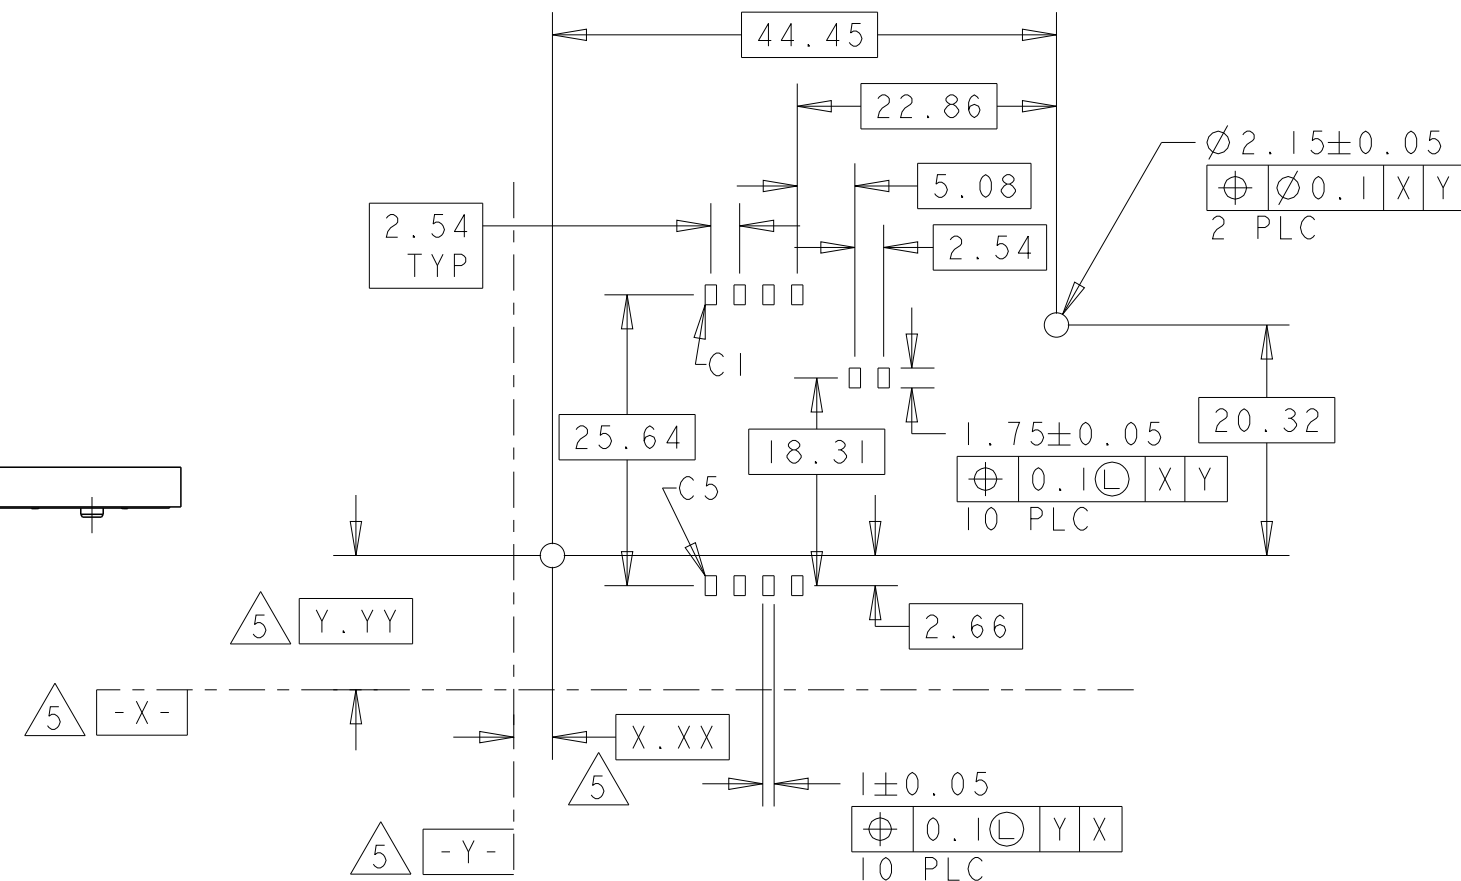 44.45
22.86
⌀2.15±0.05
⌖ ⌀0.1 X Y
2 PLC
5.08
2.54
TYP
2.54
C1
25.64
18.31
20.32
1.75±0.05
⌖ 0.1Ⓛ X Y
10 PLC
C5
5 Y.YY
2.66
5 -X-
X.XX
5
1±0.05
⌖ 0.1Ⓛ Y X
10 PLC
5 -Y-